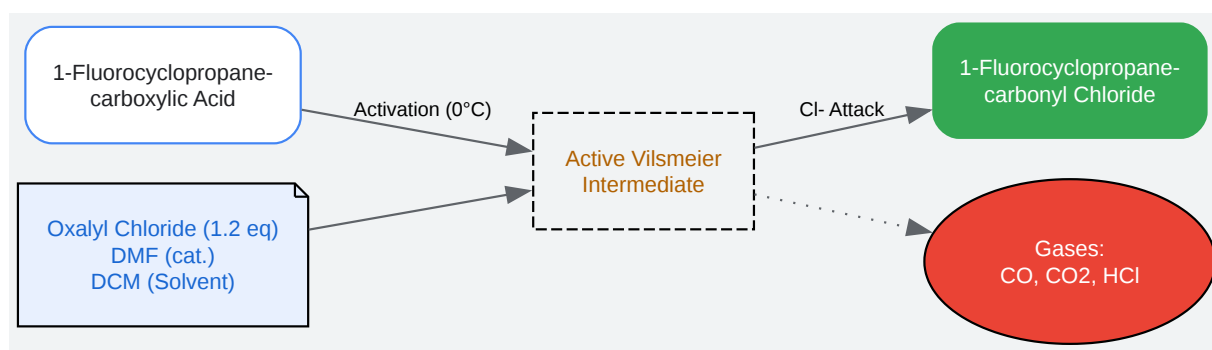 1-Fluorocyclopropane-
carboxylic Acid
Activation (0°C)
Oxalyl Chloride (1.2 eq)
DMF (cat.)
DCM (Solvent)
Active Vilsmeier
Intermediate
Cl- Attack
1-Fluorocyclopropane-
carbonyl Chloride
Gases:
CO, CO2, HCl